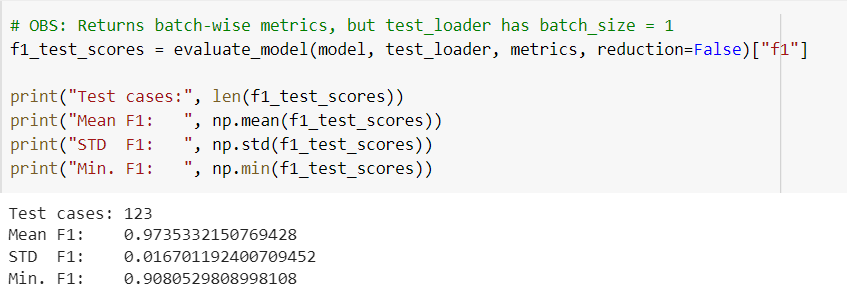 # OBS: Returns batch-wise metrics, but test_loader has batch_size = 1
f1_test_scores = evaluate_model(model, test_loader, metrics, reduction=False)["f1"]
print("Test cases:", len(f1_test_scores))
print("Mean F1:   ", np.mean(f1_test_scores))
print("STD  F1:   ", np.std(f1_test_scores))
print("Min. F1:   ", np.min(f1_test_scores))
Test cases: 123
Mean F1:    0.9735332150769428
STD  F1:    0.016701192400709452
Min. F1:    0.9080529808998108